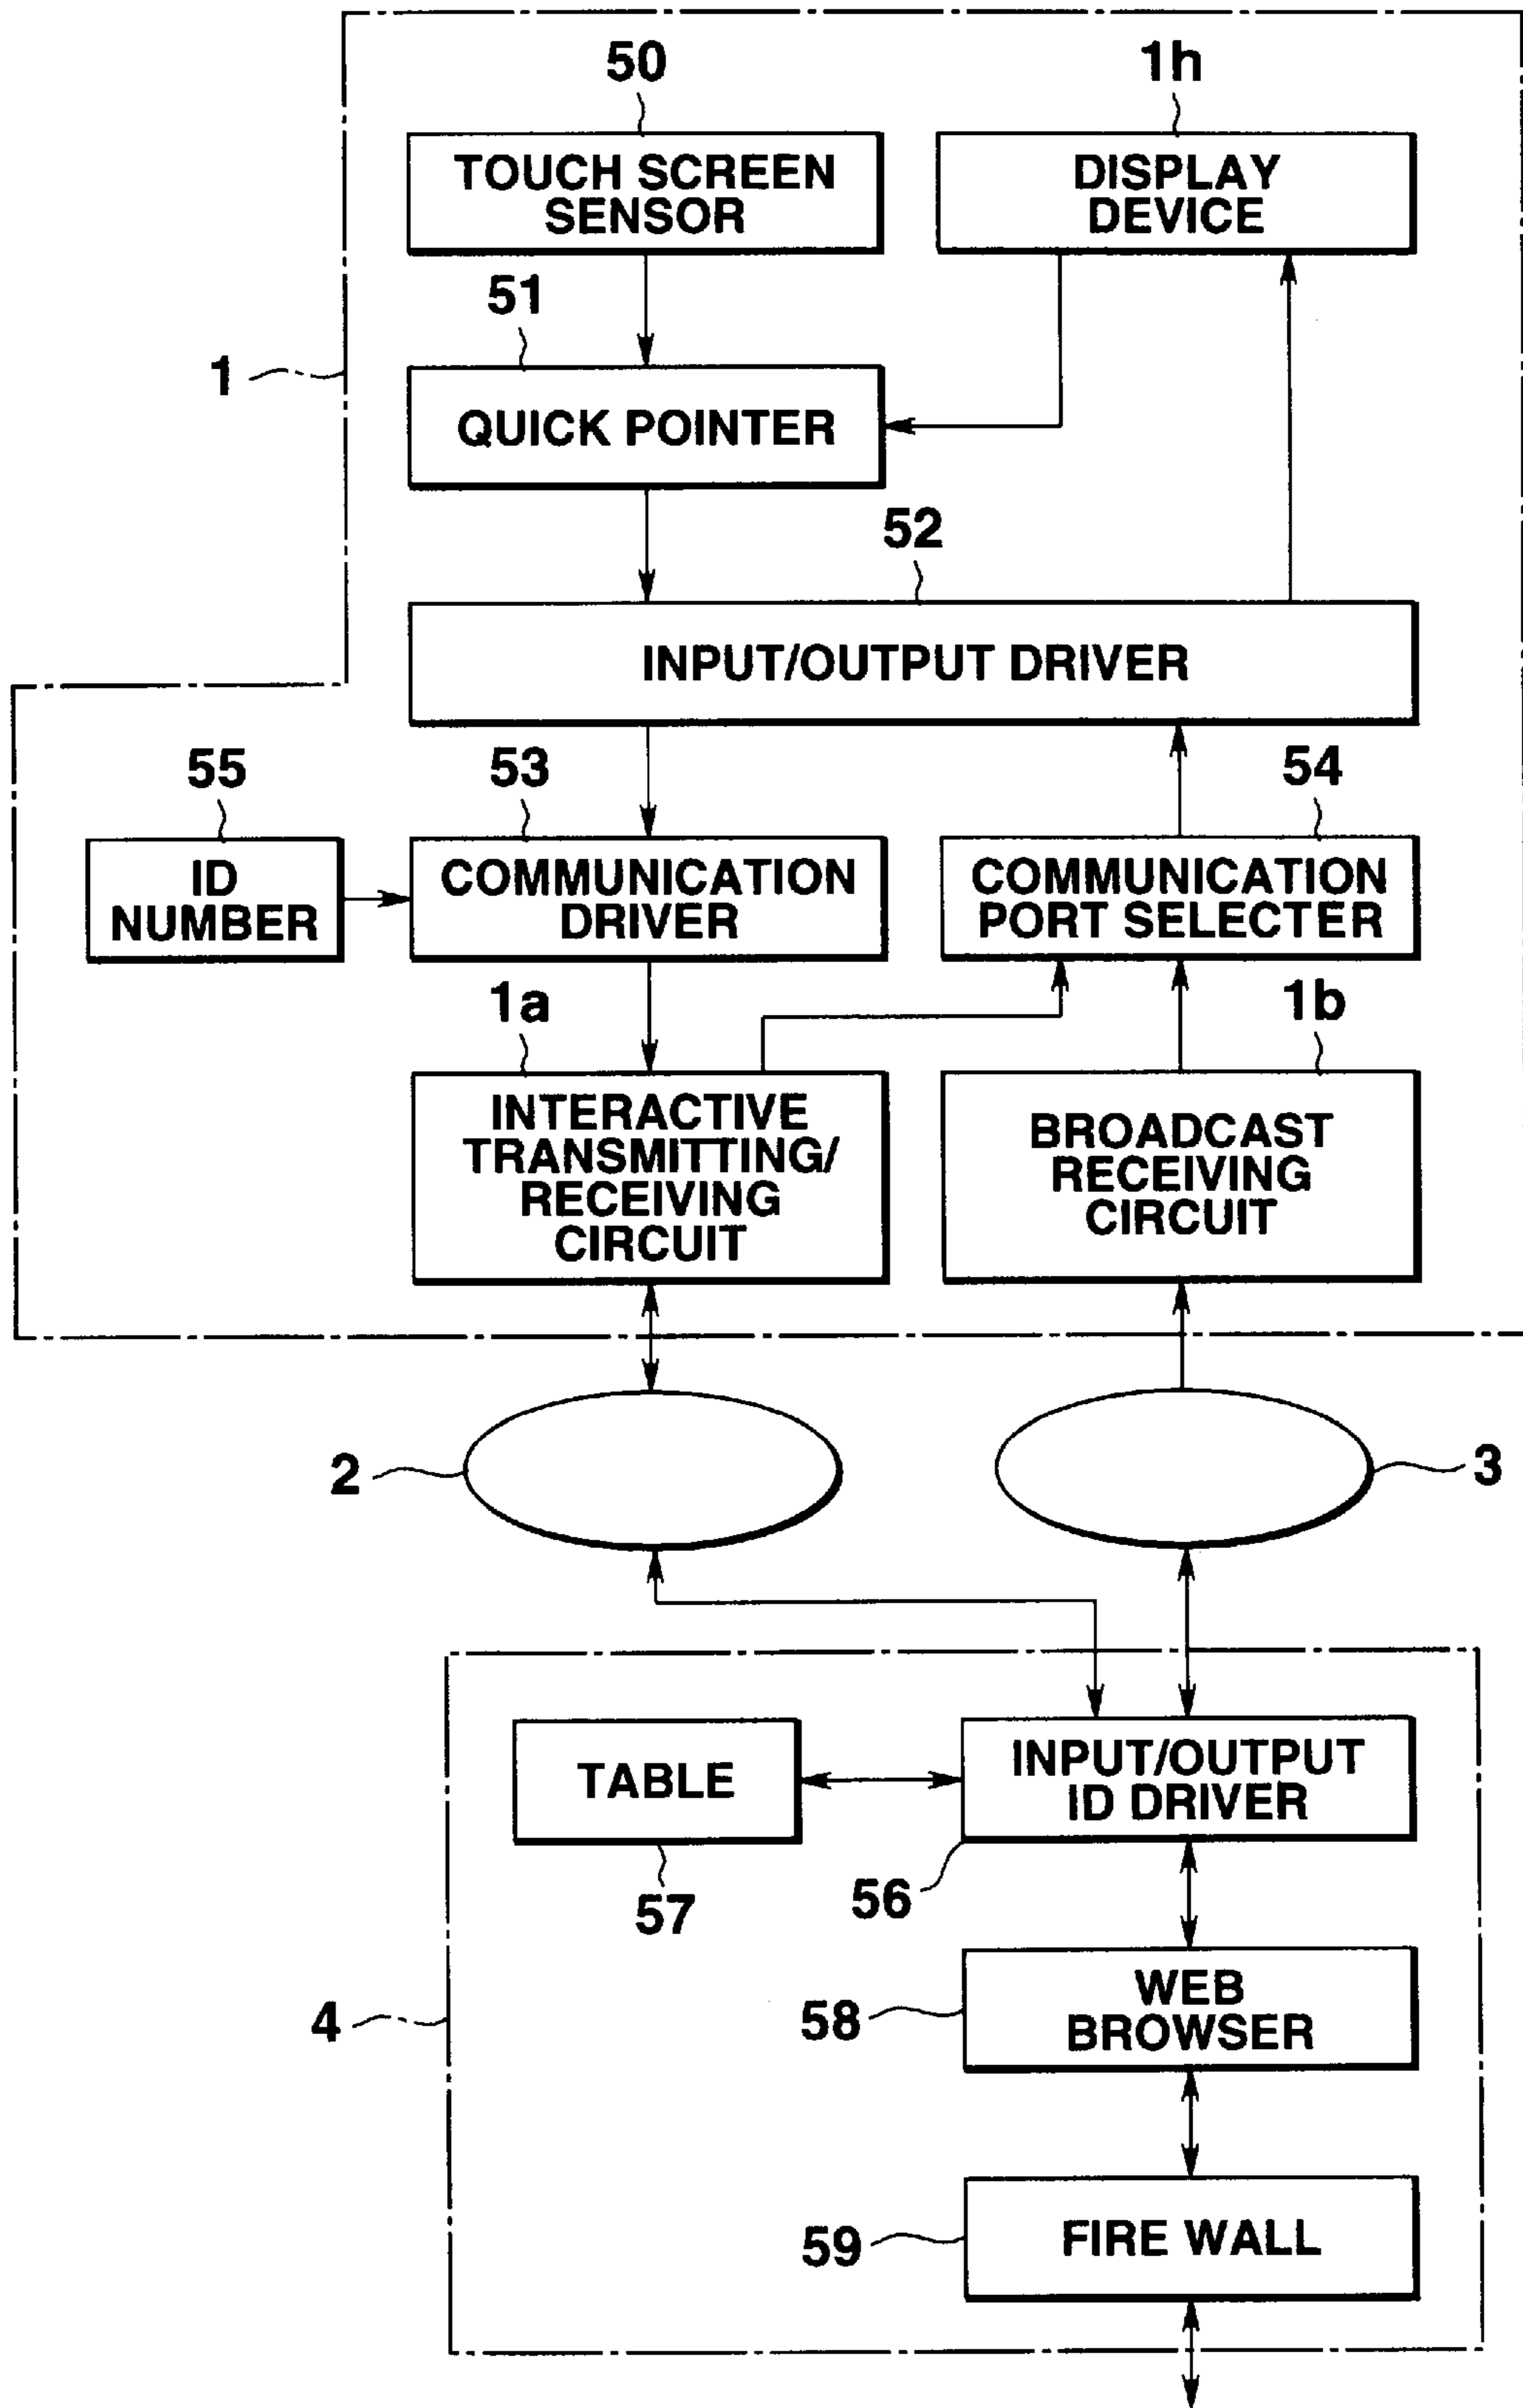 50
1h
TOUCH SCREEN
SENSOR
DISPLAY
DEVICE
51
1
QUICK POINTER
52
INPUT/OUTPUT DRIVER
55
53
54
ID
NUMBER
COMMUNICATION
DRIVER
COMMUNICATION
PORT SELECTER
1a
1b
INTERACTIVE
TRANSMITTING/
RECEIVING
CIRCUIT
BROADCAST
RECEIVING
CIRCUIT
2
3
TABLE
INPUT/OUTPUT
ID DRIVER
57
56
4
58
WEB
BROWSER
59
FIRE WALL